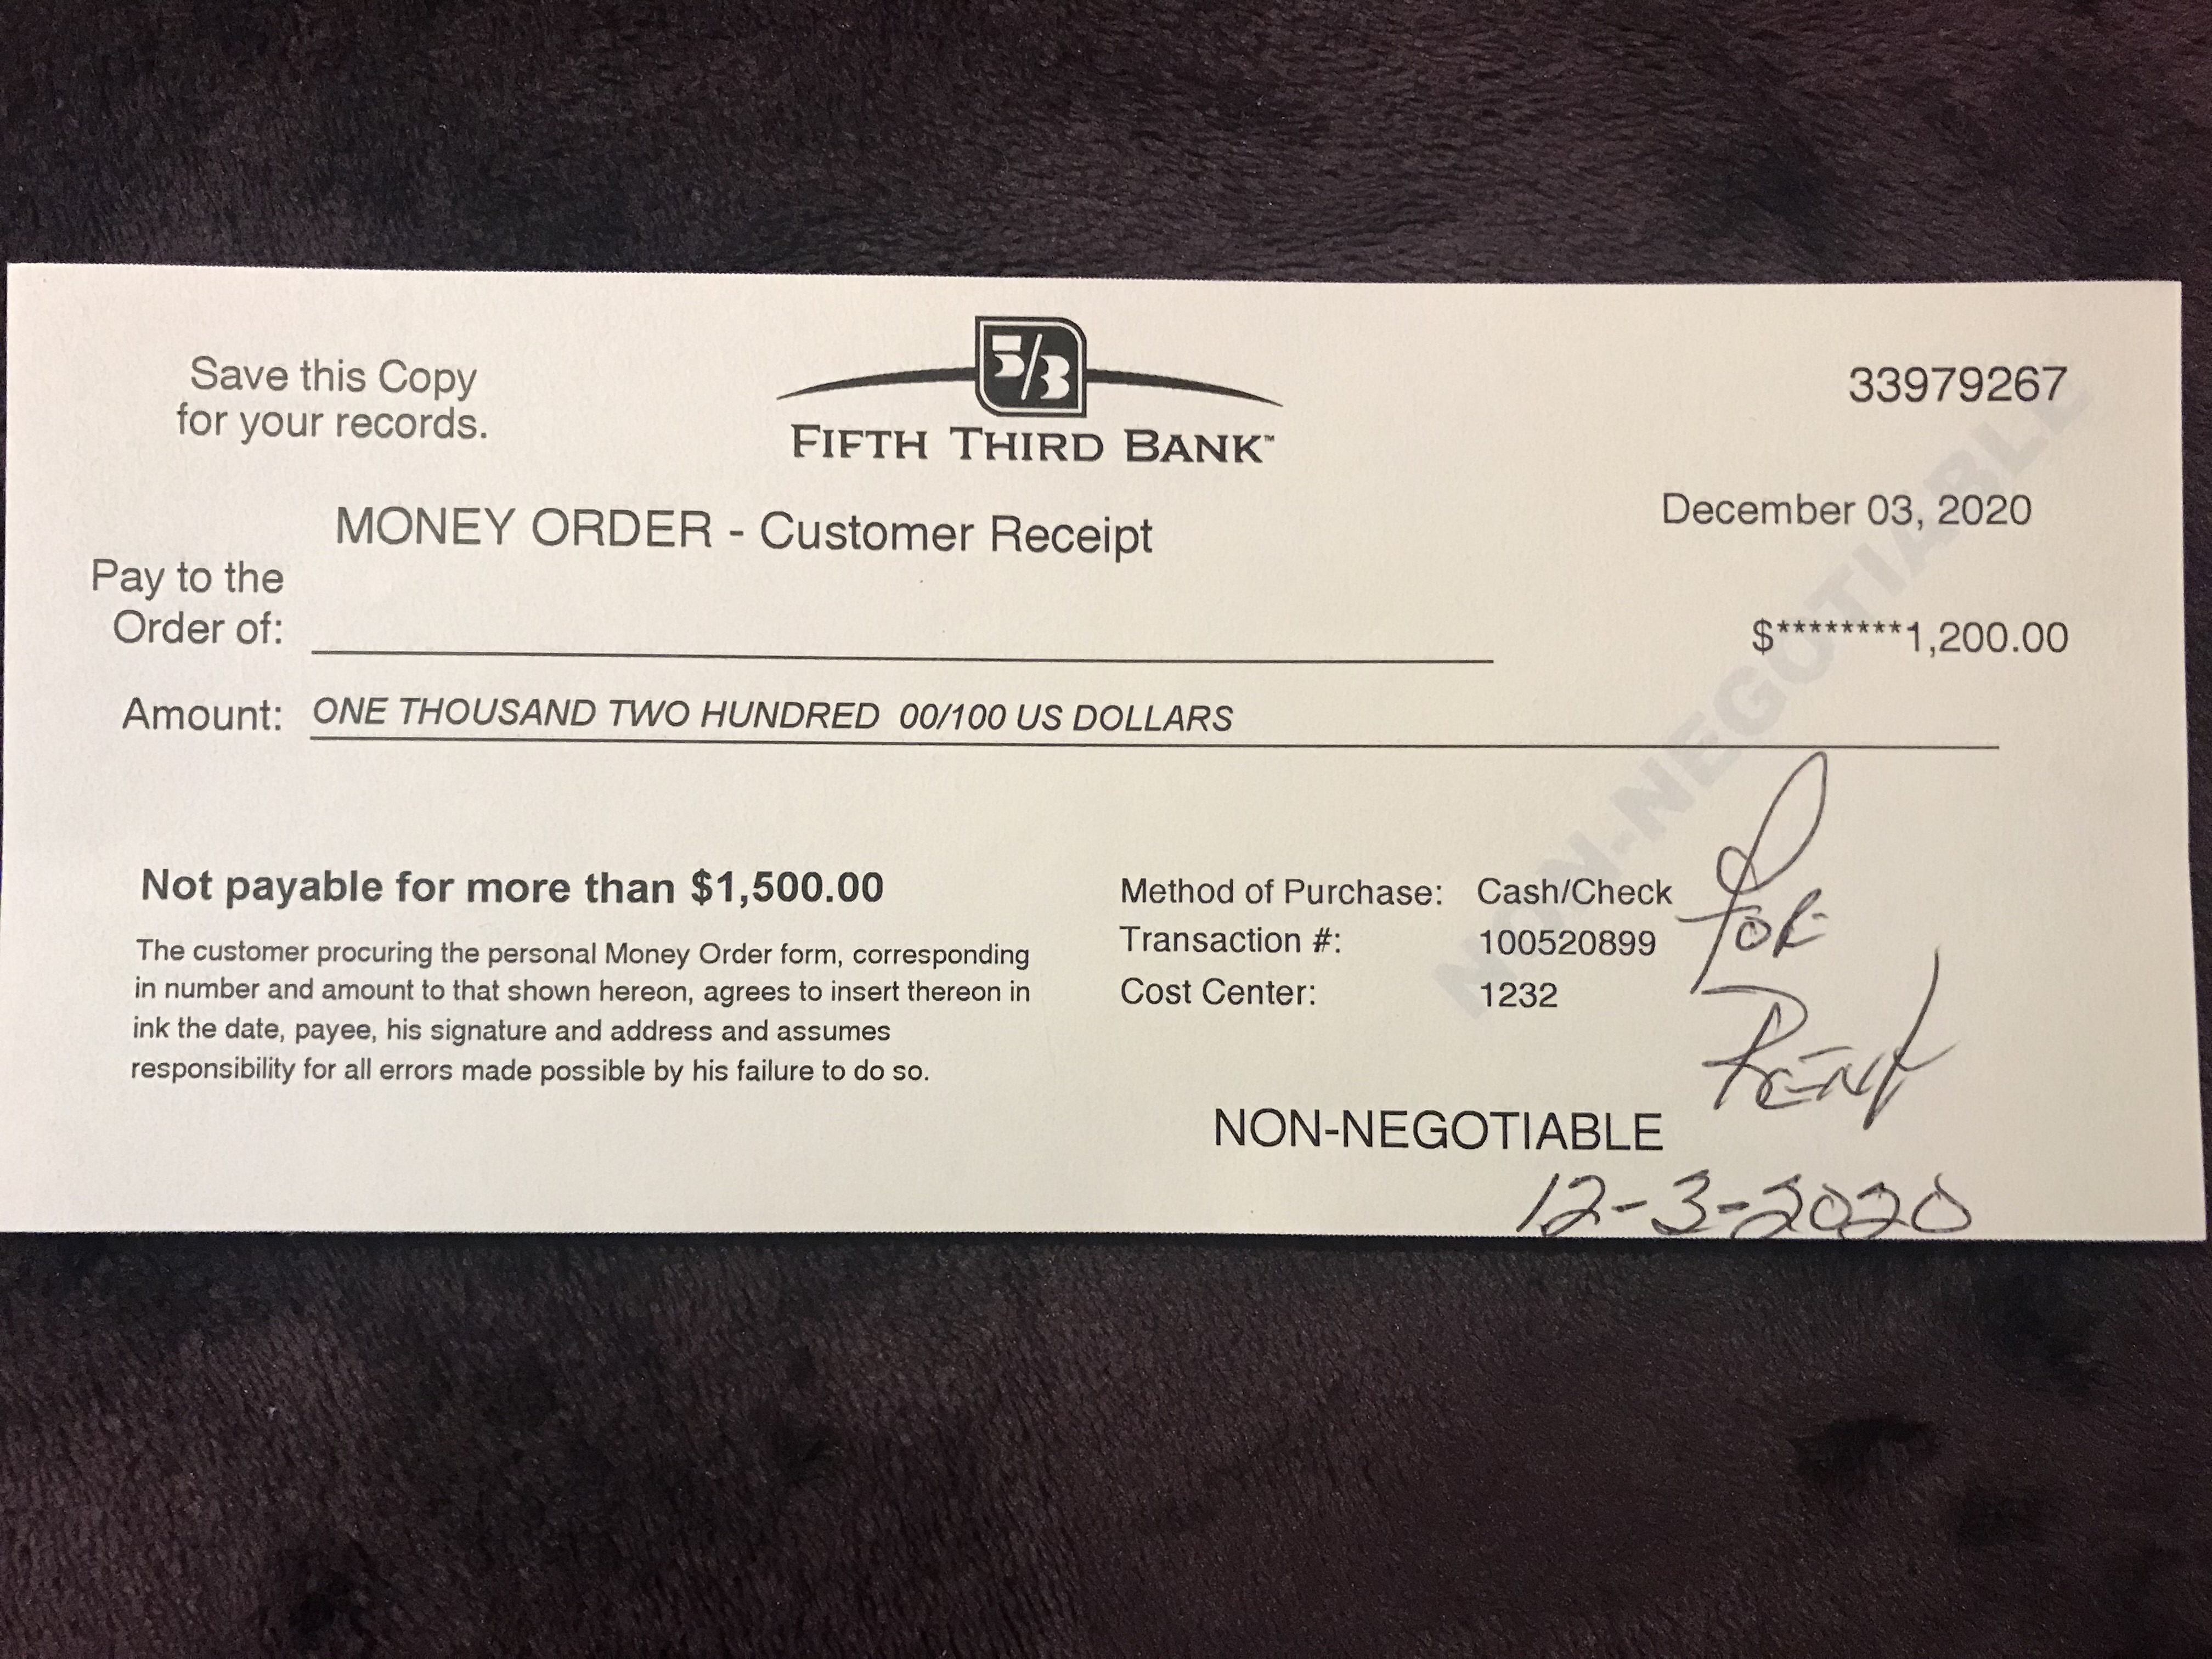 Save this Copy
for your records.
5/3
FIFTH THIRD BANK™
33979267
MONEY ORDER - Customer Receipt
December 03, 2020
Pay to the
Order of:
$********1,200.00
Amount: ONE THOUSAND TWO HUNDRED 00/100 US DOLLARS
NON-NEGOTIABLE
Not payable for more than $1,500.00
The customer procuring the personal Money Order form, corresponding
in number and amount to that shown hereon, agrees to insert thereon in
ink the date, payee, his signature and address and assumes
responsibility for all errors made possible by his failure to do so.
Method of Purchase: Cash/Check
Transaction #: 100520899
Cost Center: 1232
FOR
RENT
NON-NEGOTIABLE
12-3-2020